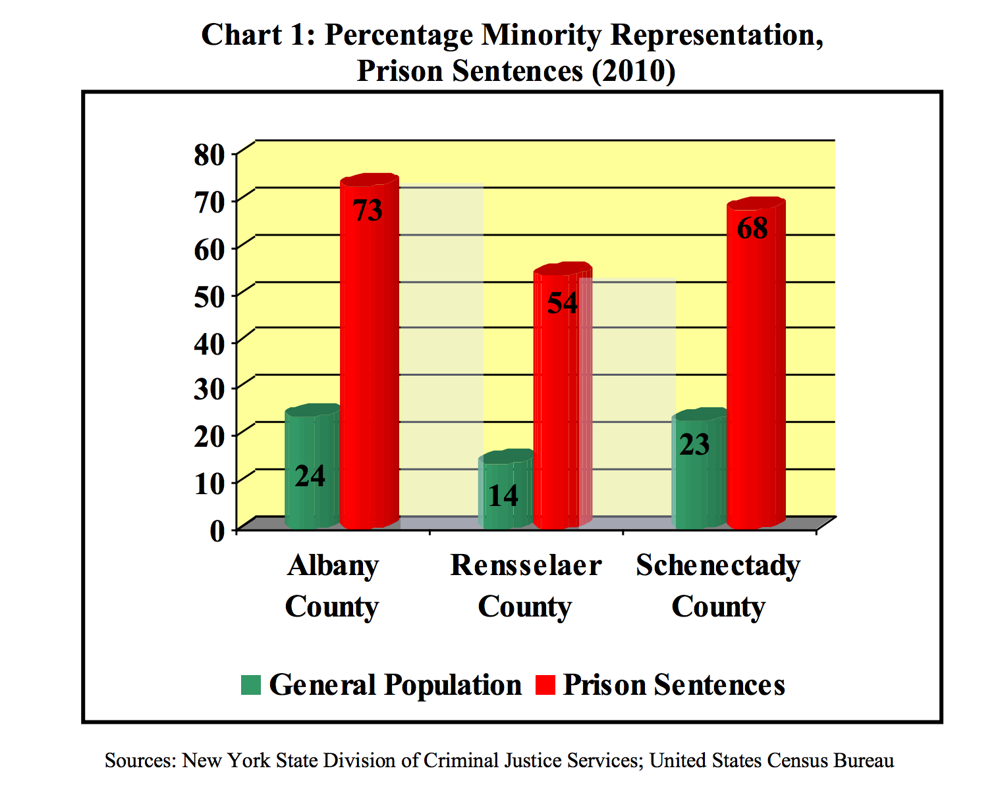 Chart 1: Percentage Minority Representation,
Prison Sentences (2010)
80
70
60
50
40
30
20
10
0
73
54
68
24
14
23
Albany County
Rensselaer County
Schenectady County
General Population
Prison Sentences
Sources: New York State Division of Criminal Justice Services; United States Census Bureau